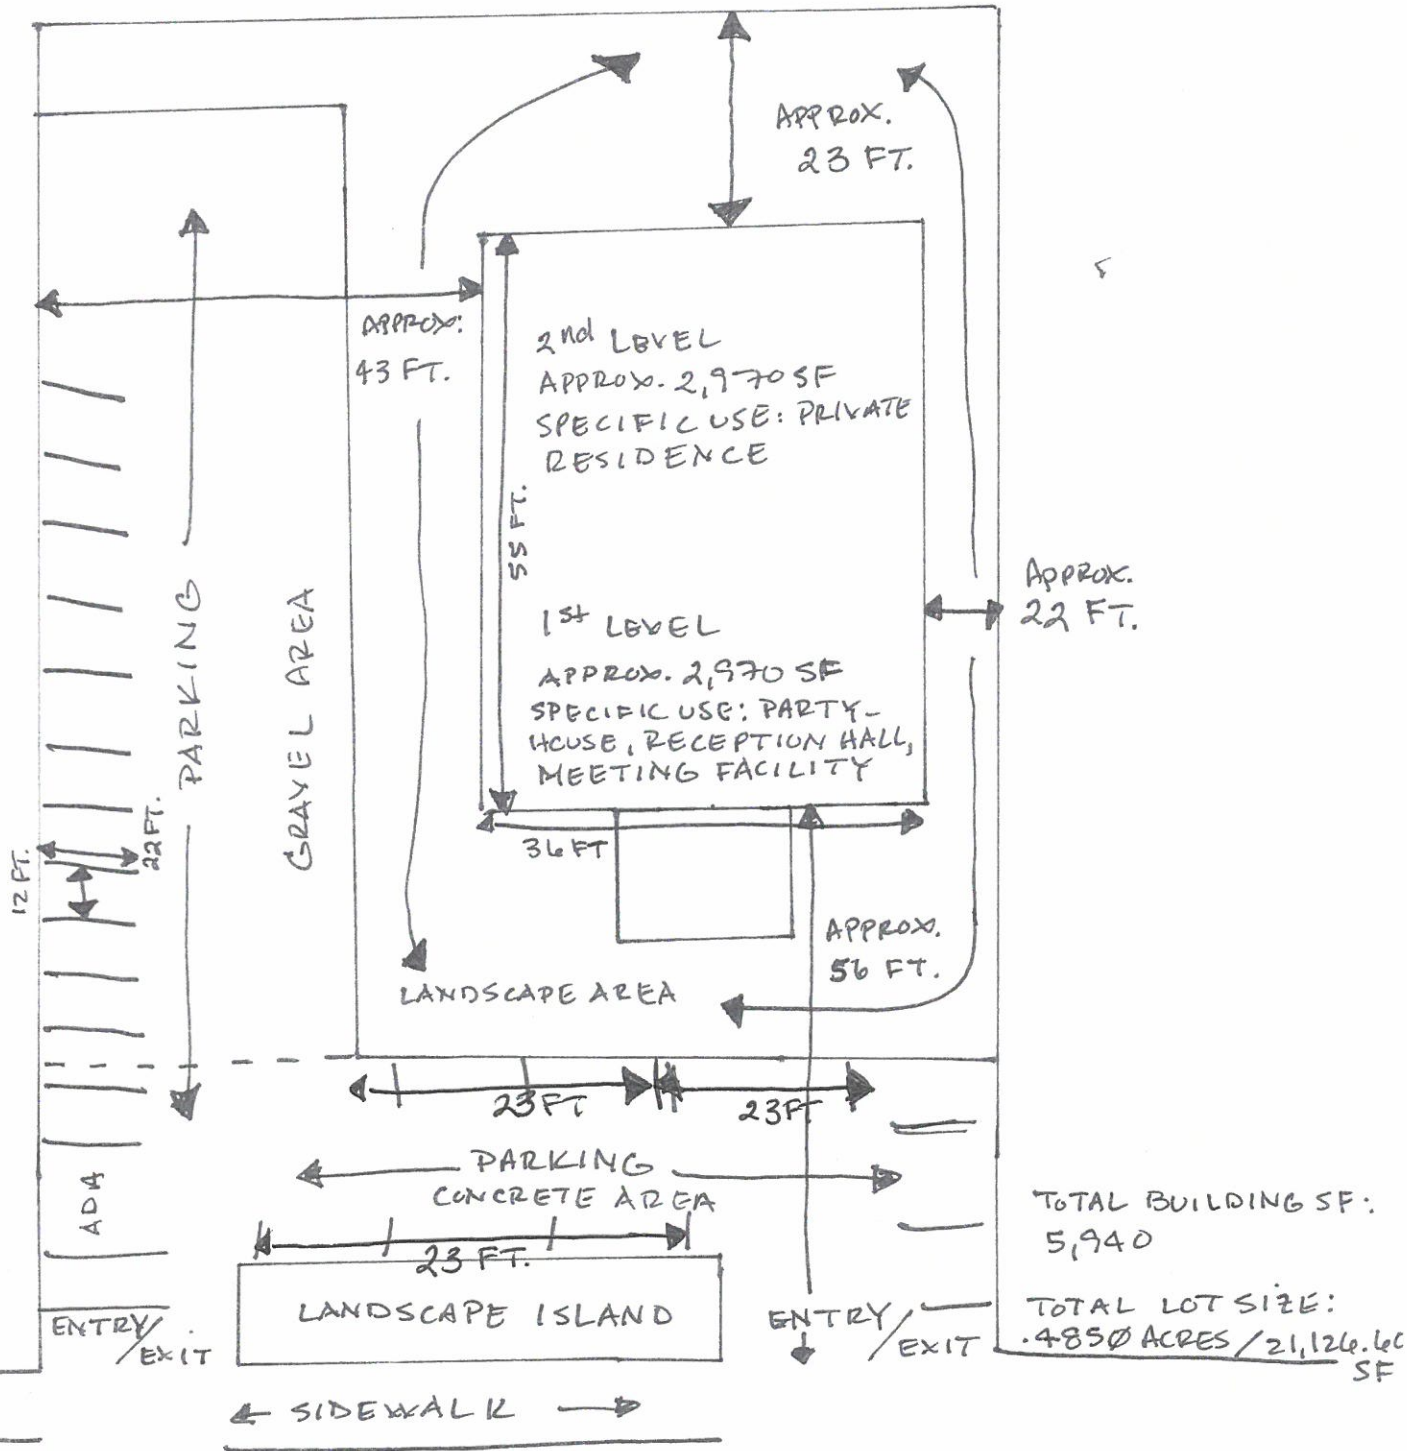 APPROX.
23 FT.
APPROX:
43 FT.
2nd LEVEL
APPROX. 2,970 SF
SPECIFIC USE: PRIVATE
RESIDENCE
55 FT.
APPROX.
22 FT.
1st LEVEL
APPROX. 2,970 SF
SPECIFIC USE: PARTY-
HOUSE, RECEPTION HALL,
MEETING FACILITY
PARKING
GRAVEL AREA
36 FT
22 FT.
12 FT.
APPROX.
56 FT.
LANDSCAPE AREA
23 FT
23 FT
PARKING
CONCRETE AREA
ADA
23 FT.
LANDSCAPE ISLAND
ENTRY/
EXIT
ENTRY
/EXIT
TOTAL BUILDING SF:
5,940
TOTAL LOT SIZE:
.4850 ACRES/21,126.60
SF
SIDEWALK